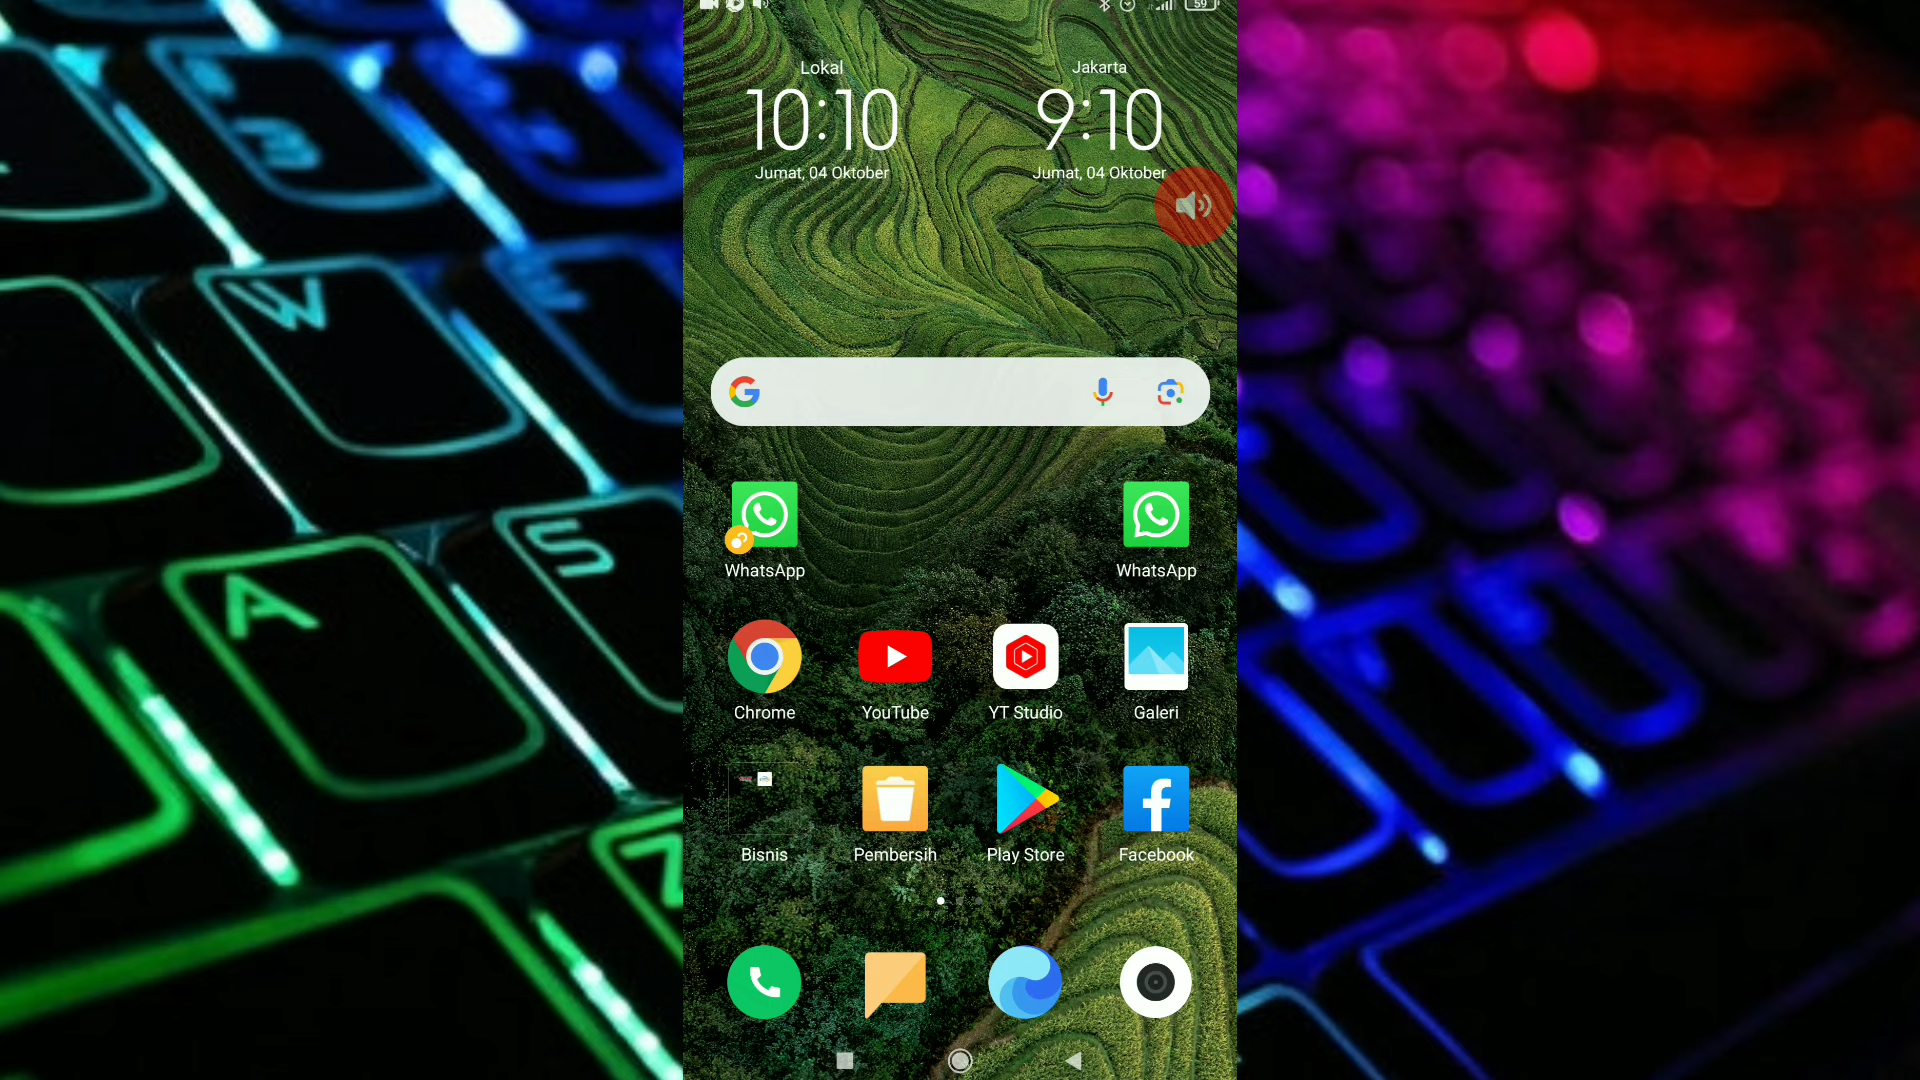 59
Lokal
Jakarta
10:10
9:10
Jumat, 04 Oktober
Jumat, 04 Oktober
WhatsApp
WhatsApp
Chrome
YouTube
YT Studio
Galeri
Bisnis
Pembersih
Play Store
Facebook
W
S
A